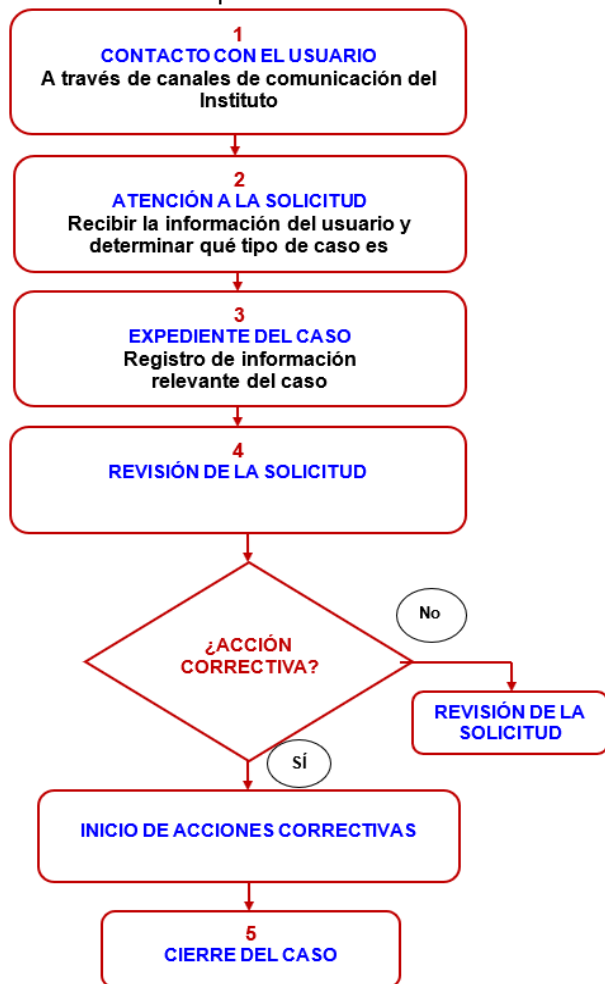 1
CONTACTO CON EL USUARIO
A través de canales de comunicación del
Instituto
2
ATENCIÓN A LA SOLICITUD
Recibir la información del usuario y
determinar qué tipo de caso es
3
EXPEDIENTE DEL CASO
Registro de información
relevante del caso
4
REVISIÓN DE LA SOLICITUD
¿ACCIÓN
CORRECTIVA?
No
REVISIÓN DE LA
SOLICITUD
SÍ
INICIO DE ACCIONES CORRECTIVAS
5
CIERRE DEL CASO